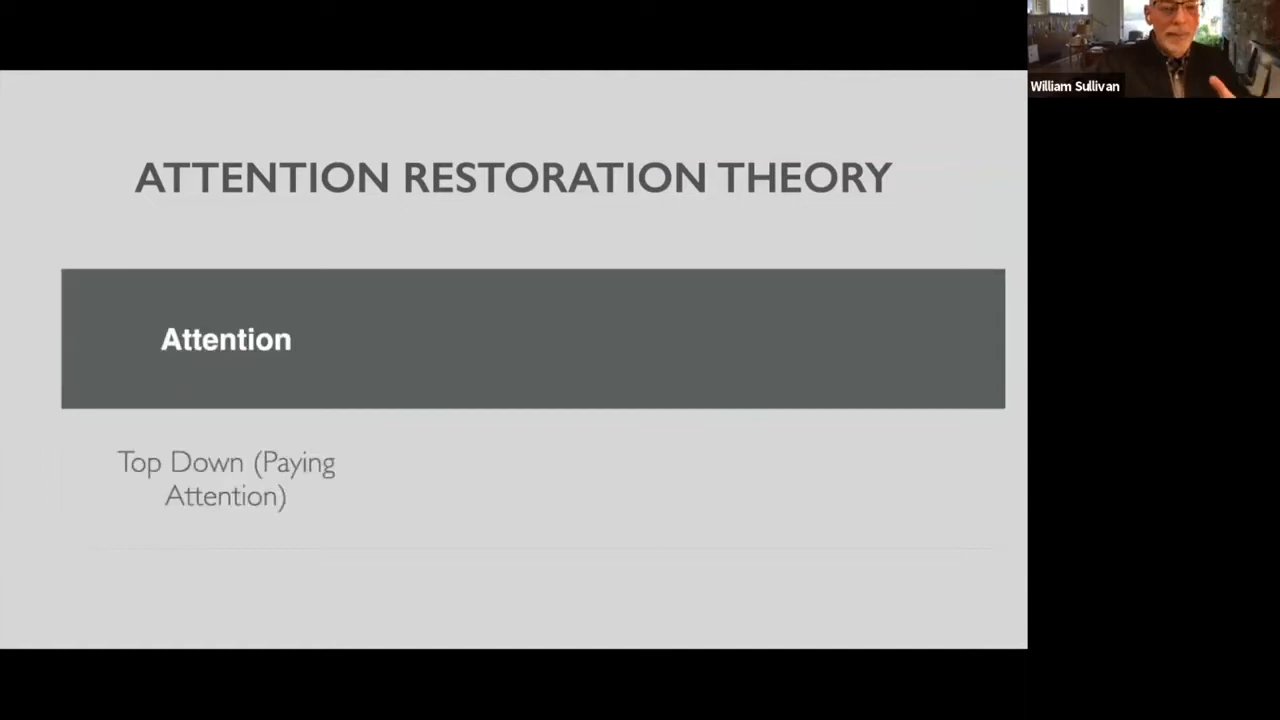 William Sullivan
ATTENTION RESTORATION THEORY
Attention
Top Down (Paying
Attention)